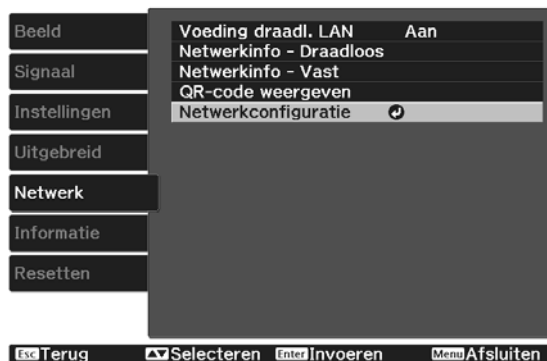 Beeld
Signaal
Instellingen
Uitgebreid
Netwerk
Informatie
Resetten
Voeding draadl. LAN Aan
Netwerkinfo - Draadloos
Netwerkinfo - Vast
QR-code weergeven
Netwerkconfiguratie
Esc Terug Selecteren Enter Invoeren Menu Afsluiten